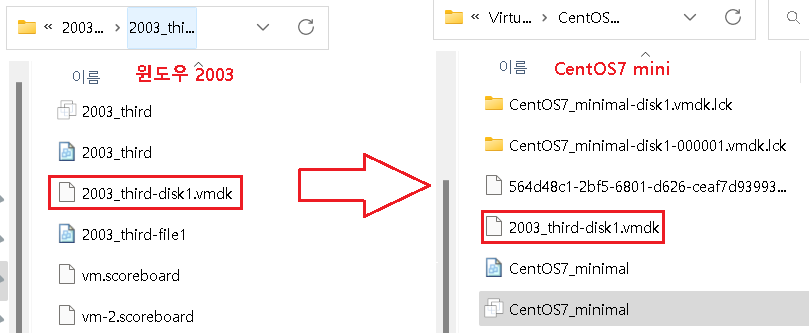 « 2003... › 2003_thi...
이름 윈도우 2003
2003_third
2003_third
2003_third-disk1.vmdk
2003_third-file1
vm.scoreboard
vm-2.scoreboard
« Virtu... › CentOS...
이름 CentOS7 mini
CentOS7_minimal-disk1.vmdk.lck
CentOS7_minimal-disk1-000001.vmdk.lck
564d48c1-2bf5-6801-d626-ceaf7d93993...
2003_third-disk1.vmdk
CentOS7_minimal
CentOS7_minimal